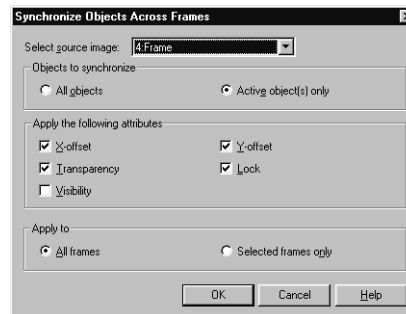 Synchronize Objects Across Frames
Select source image: 4:Frame
Objects to synchronize
All objects Active object(s) only
Apply the following attributes
X-offset Y-offset
Transparency Lock
Visibility
Apply to
All frames Selected frames only
OK Cancel Help